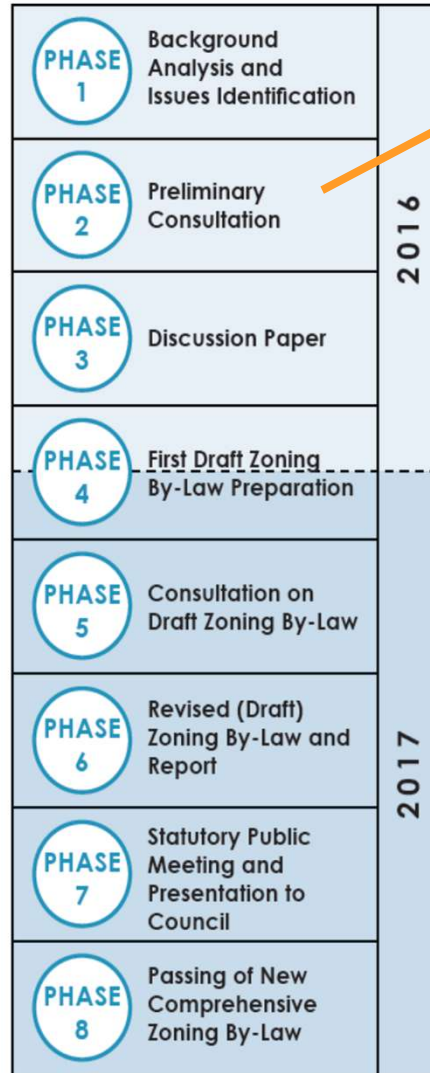 PHASE
1
Background
Analysis and
Issues Identification
PHASE
2
Preliminary
Consultation
PHASE
3
Discussion Paper
PHASE
4
First Draft Zoning
By-Law Preparation
PHASE
5
Consultation on
Draft Zoning By-Law
PHASE
6
Revised (Draft)
Zoning By-Law and
Report
PHASE
7
Statutory Public
Meeting and
Presentation to
Council
PHASE
8
Passing of New
Comprehensive
Zoning By-Law
2016
2017